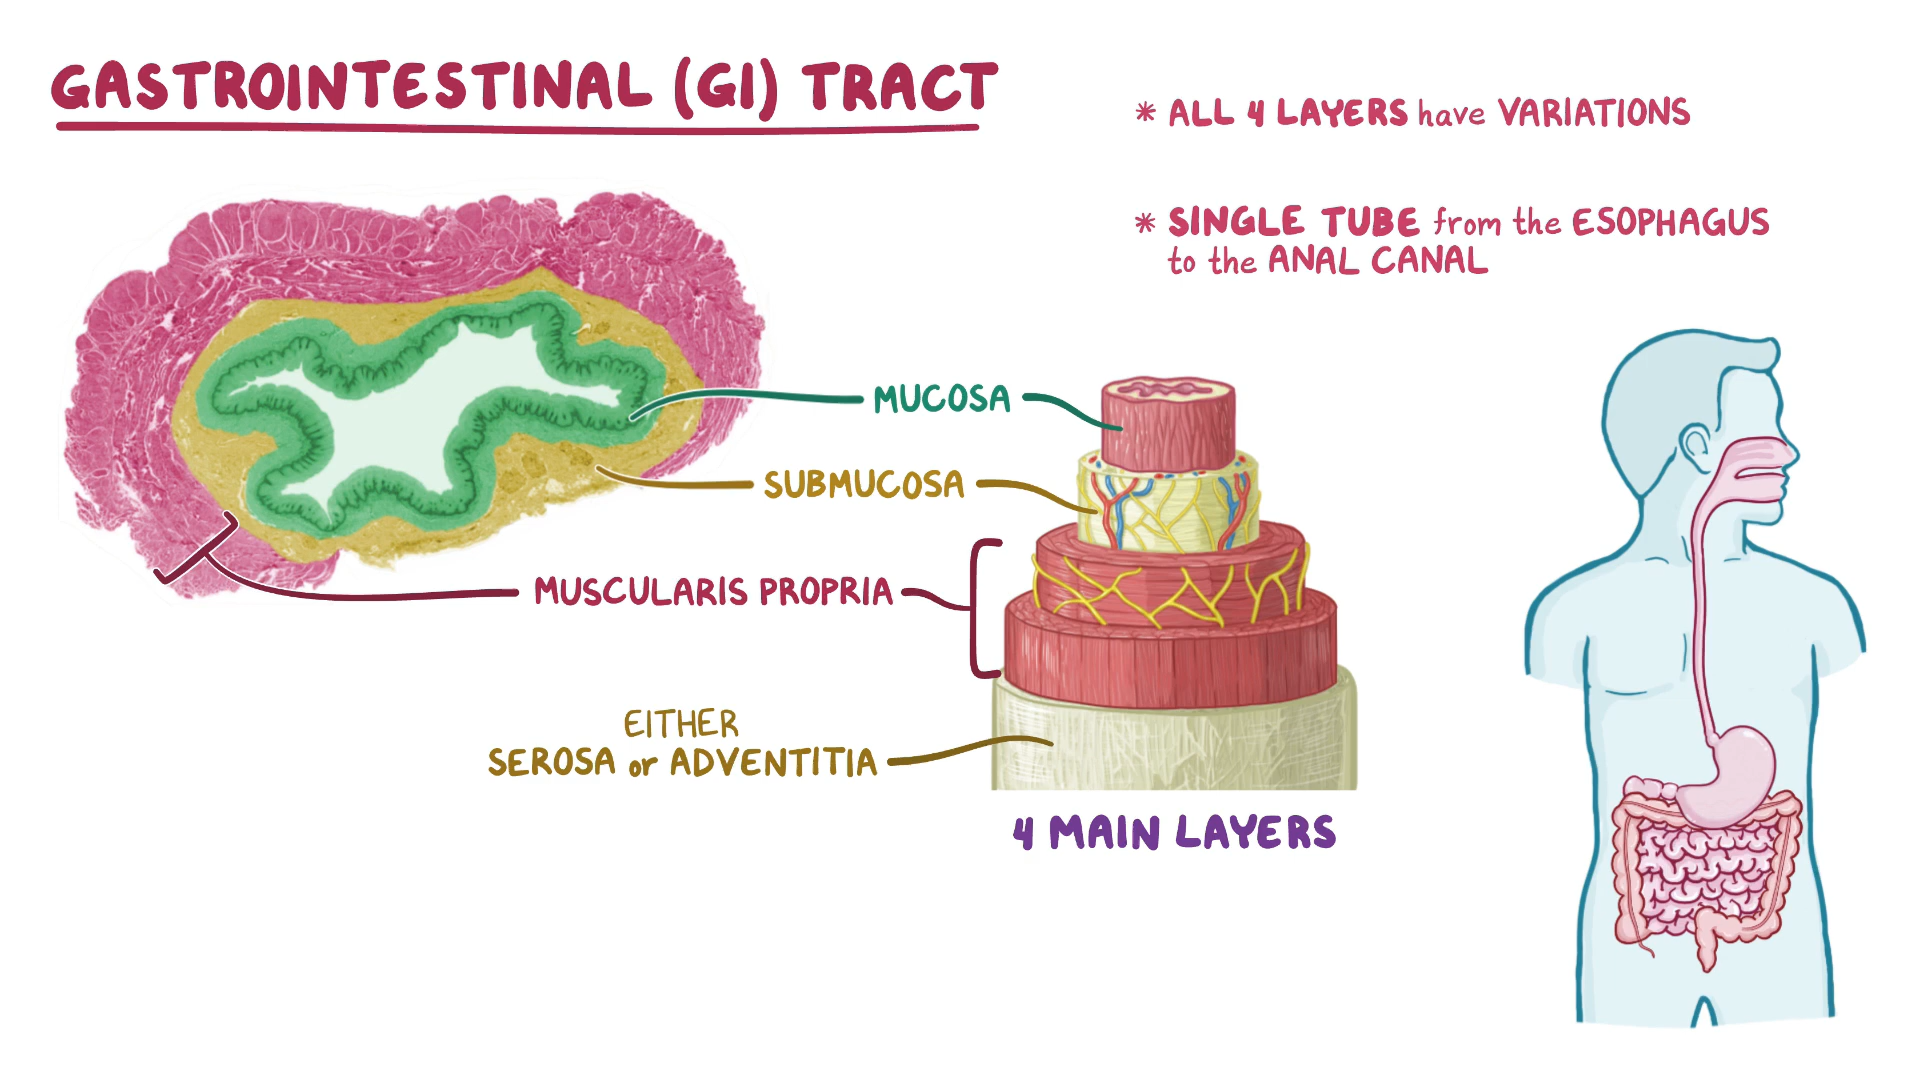 GASTROINTESTINAL (GI) TRACT
* ALL 4 LAYERS have VARIATIONS
* SINGLE TUBE from the ESOPHAGUS
to the ANAL CANAL
MUCOSA
SUBMUCOSA
MUSCULARIS PROPRIA
EITHER
SEROSA or ADVENTITIA
4 MAIN LAYERS